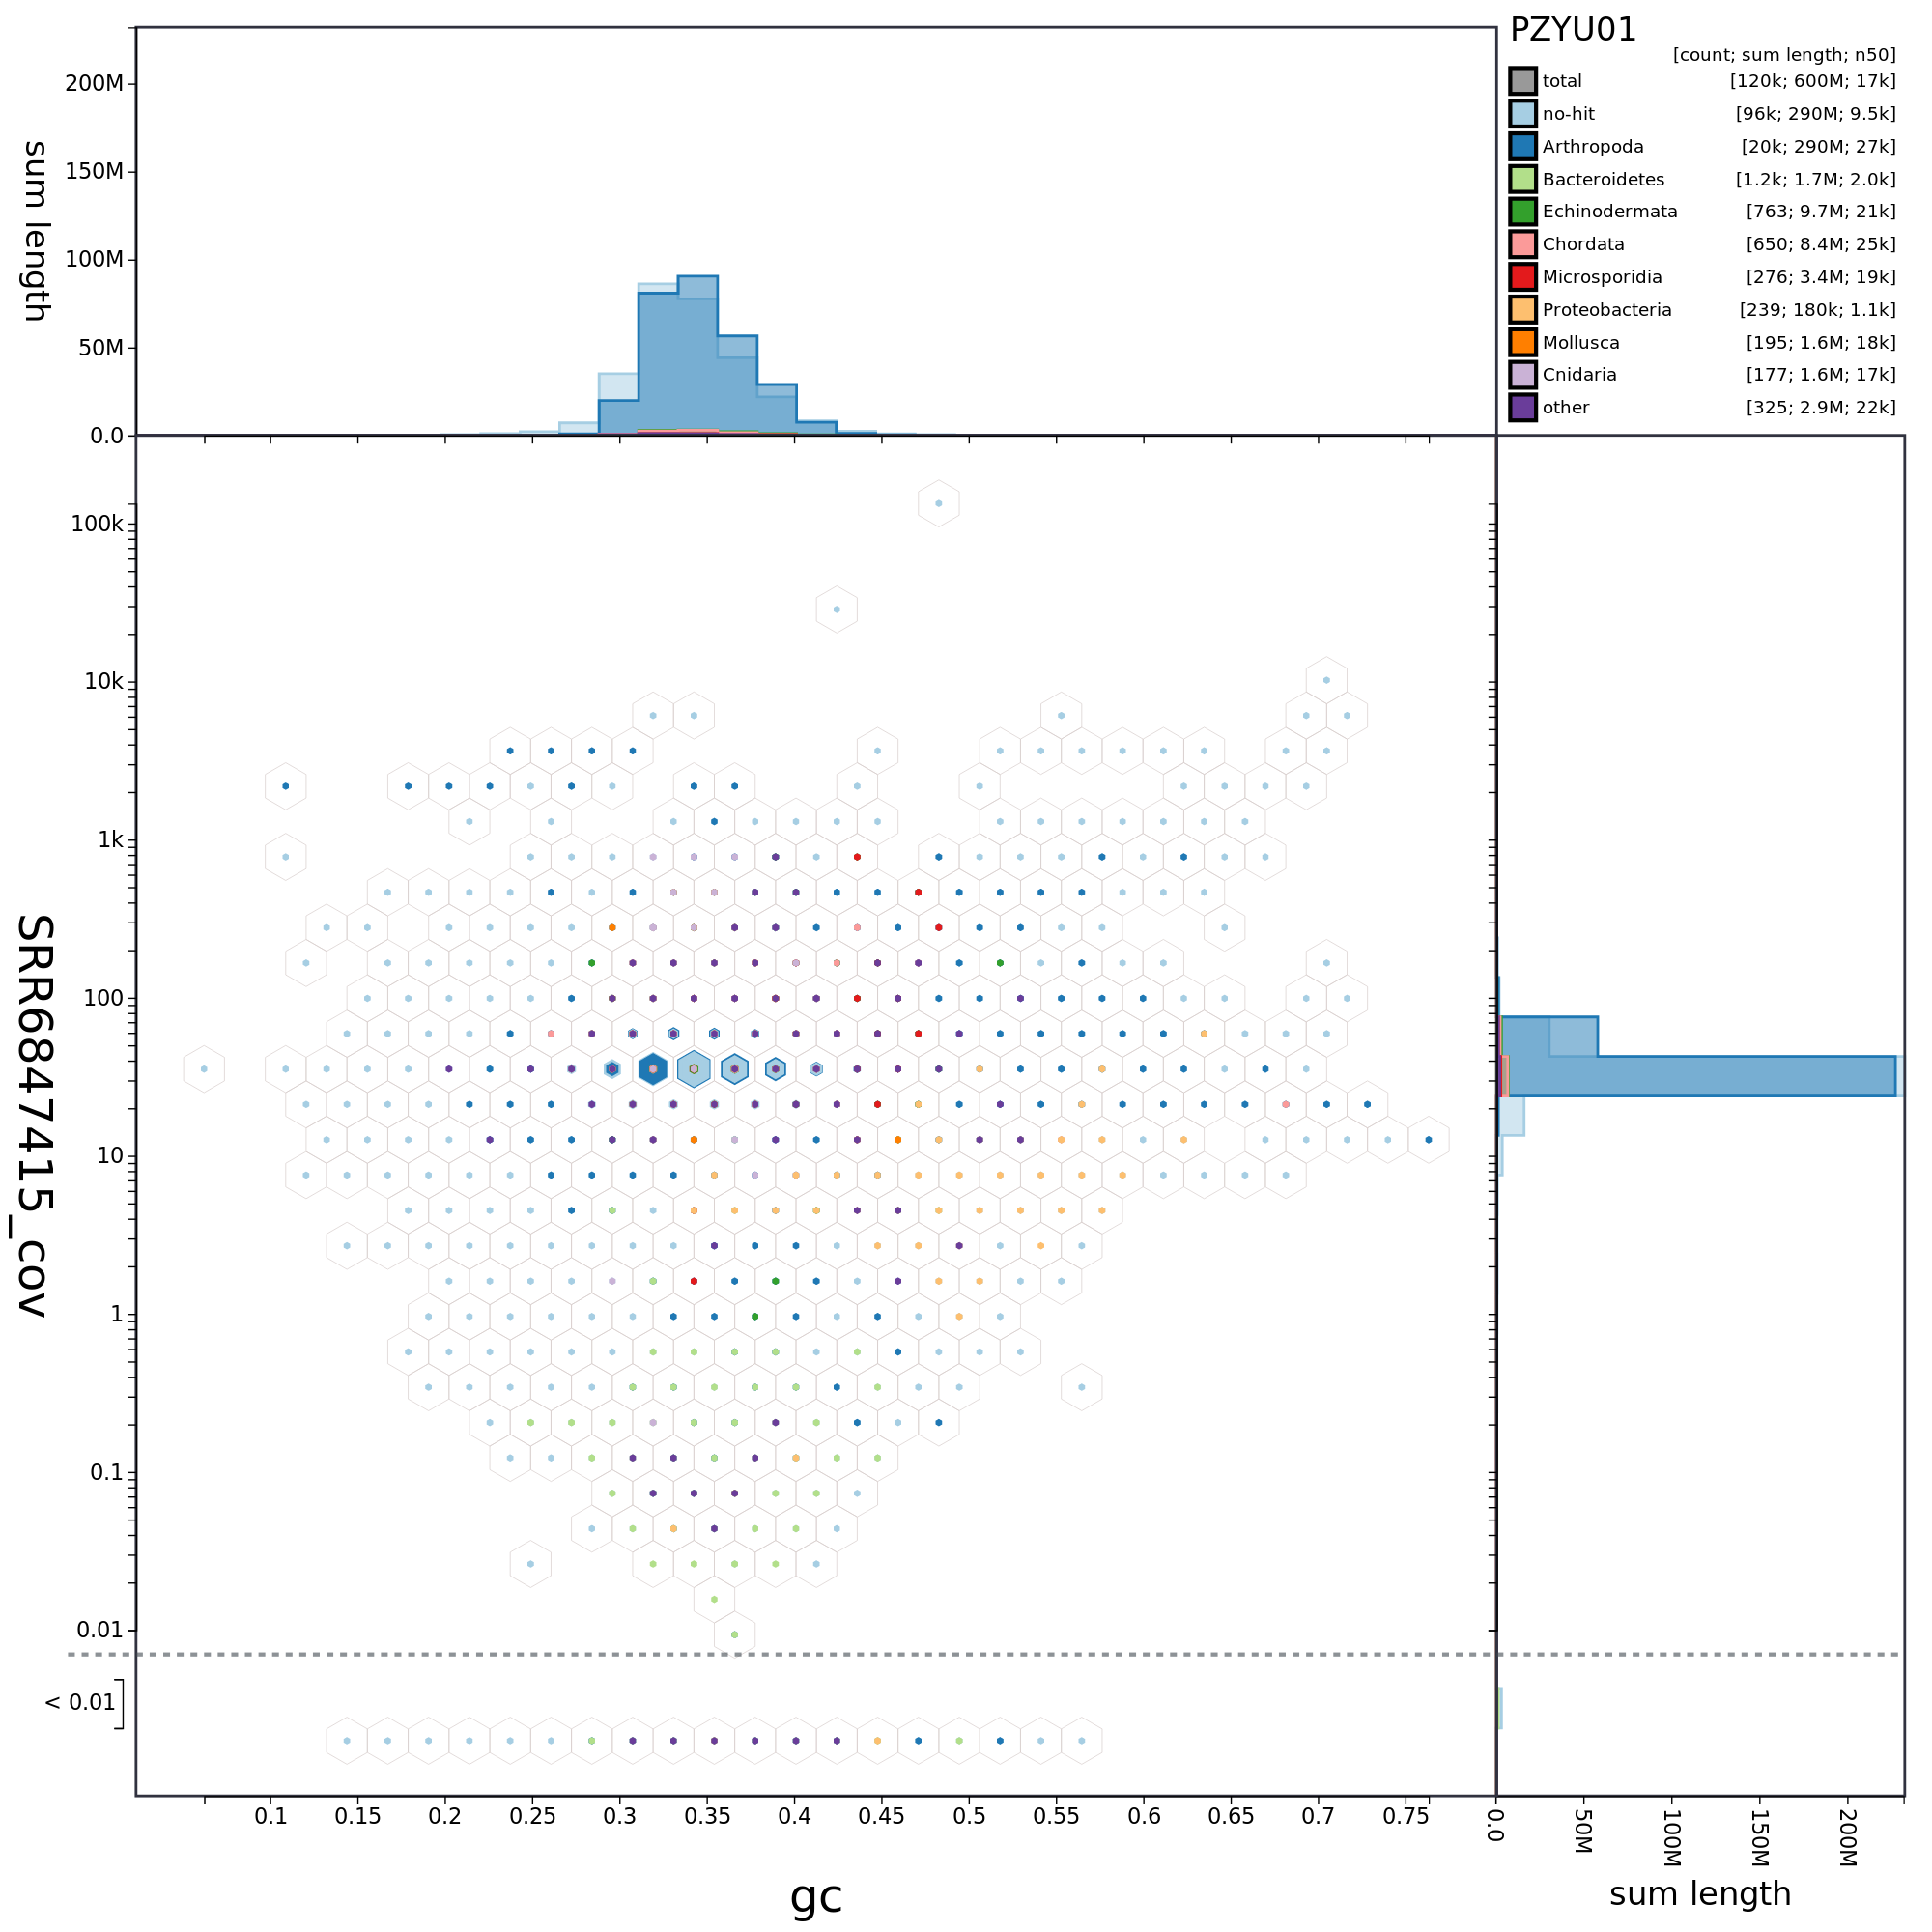 PZYU01
[count; sum length; n50]
total [120k; 600M; 17k]
no-hit [96k; 290M; 9.5k]
Arthropoda [20k; 290M; 27k]
Bacteroidetes [1.2k; 1.7M; 2.0k]
Echinodermata [763; 9.7M; 21k]
Chordata [650; 8.4M; 25k]
Microsporidia [276; 3.4M; 19k]
Proteobacteria [239; 180k; 1.1k]
Mollusca [195; 1.6M; 18k]
Cnidaria [177; 1.6M; 17k]
other [325; 2.9M; 22k]
sum length
200M
150M
100M
50M
0.0
SRR6847415_cov
100k
10k
1k
100
10
1
0.1
0.01
< 0.01
0.1 0.15 0.2 0.25 0.3 0.35 0.4 0.45 0.5 0.55 0.6 0.65 0.7 0.75
gc
0.0 50M 100M 150M 200M
sum length